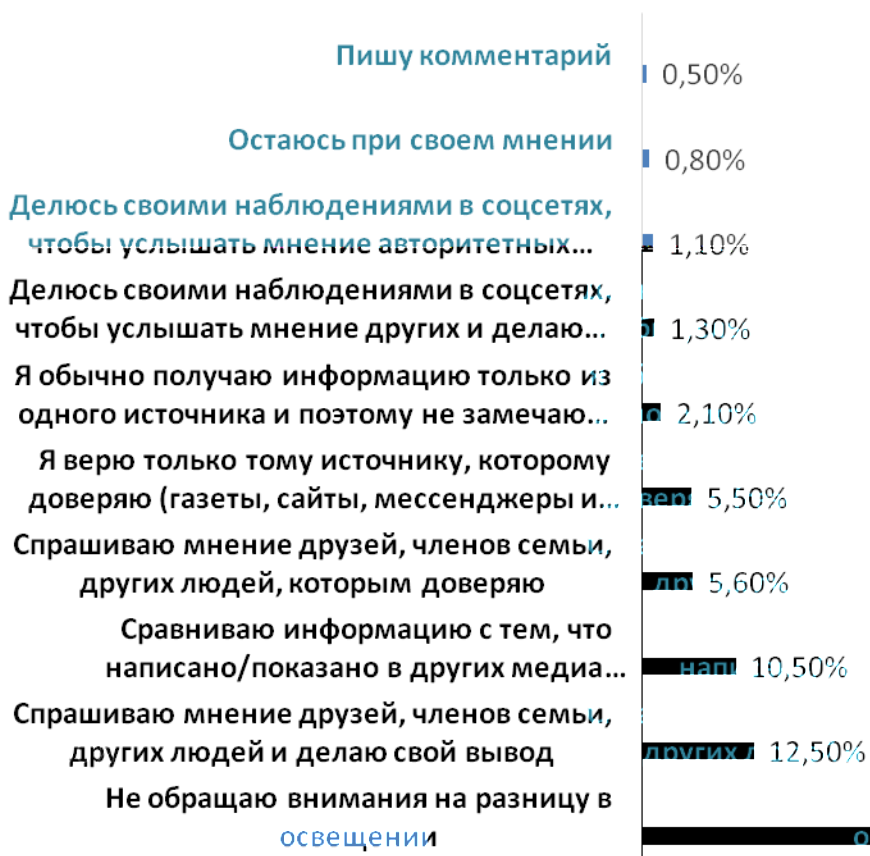 Пишу комментарий
0,50%
Остаюсь при своем мнении
0,80%
Делюсь своими наблюдениями в соцсетях,
чтобы услышать мнение авторитетных...
1,10%
Делюсь своими наблюдениями в соцсетях,
чтобы услышать мнение других и делаю...
1,30%
Я обычно получаю информацию только из
одного источника и поэтому не замечаю...
2,10%
Я верю только тому источнику, которому
доверяю (газеты, сайты, мессенджеры и...
5,50%
Спрашиваю мнение друзей, членов семьи,
других людей, которым доверяю
5,60%
Сравниваю информацию с тем, что
написано/показано в других медиа...
10,50%
Спрашиваю мнение друзей, членов семьи,
других людей и делаю свой вывод
12,50%
Не обращаю внимания на разницу в
освещении